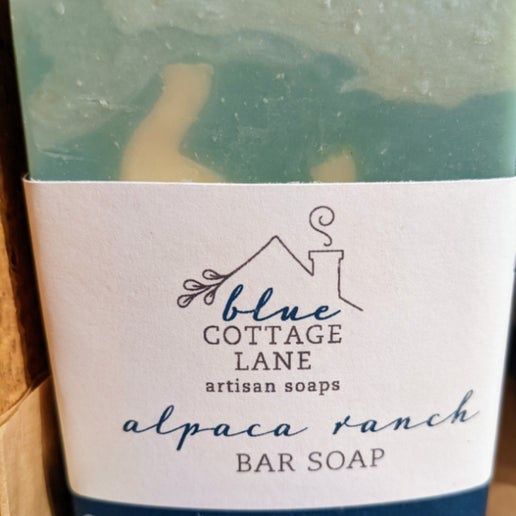 blue
COTTAGE
LANE
artisan soaps
alpaca ranch
BAR SOAP